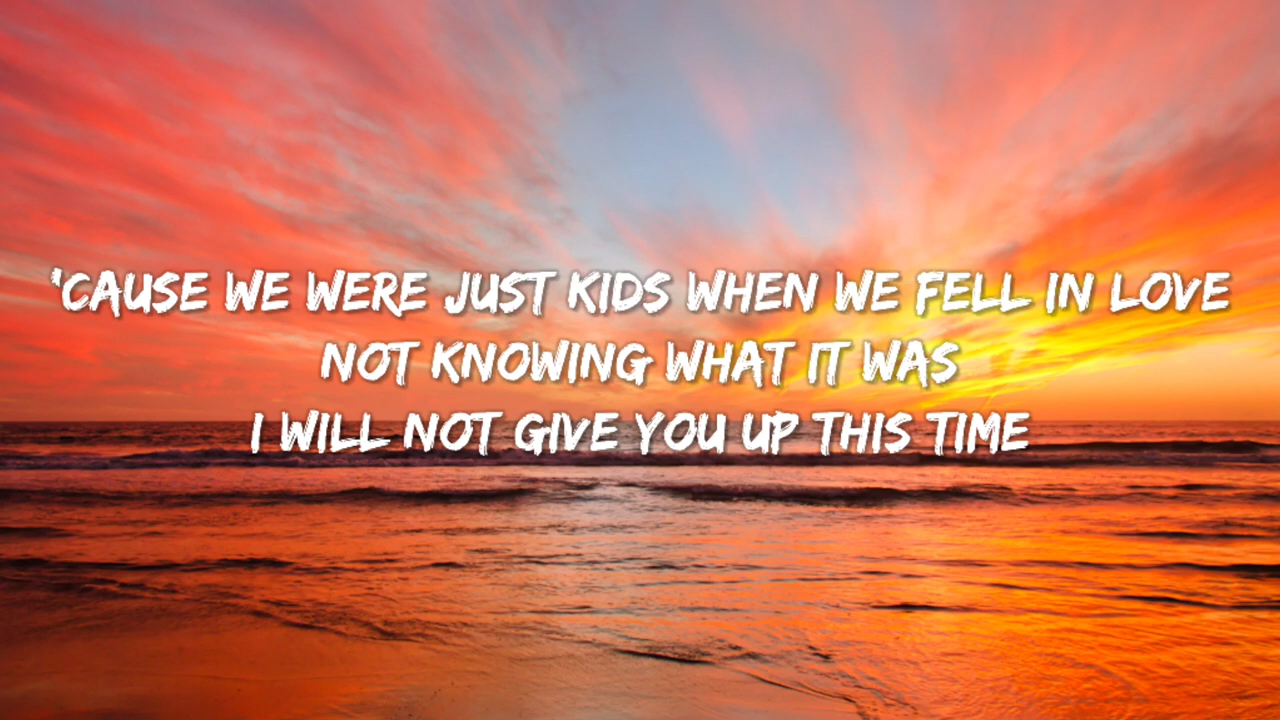 'CAUSE WE WERE JUST KIDS WHEN WE FELL IN LOVE
NOT KNOWING WHAT IT WAS
I WILL NOT GIVE YOU UP THIS TIME